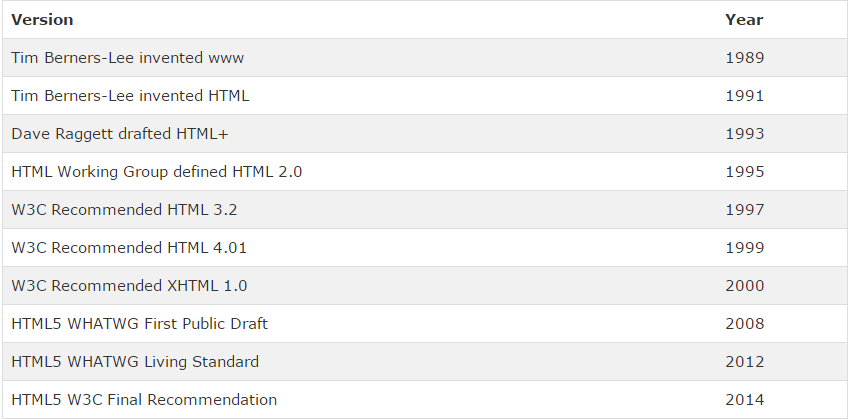 Version Year
Tim Berners-Lee invented www 1989
Tim Berners-Lee invented HTML 1991
Dave Raggett drafted HTML+ 1993
HTML Working Group defined HTML 2.0 1995
W3C Recommended HTML 3.2 1997
W3C Recommended HTML 4.01 1999
W3C Recommended XHTML 1.0 2000
HTML5 WHATWG First Public Draft 2008
HTML5 WHATWG Living Standard 2012
HTML5 W3C Final Recommendation 2014